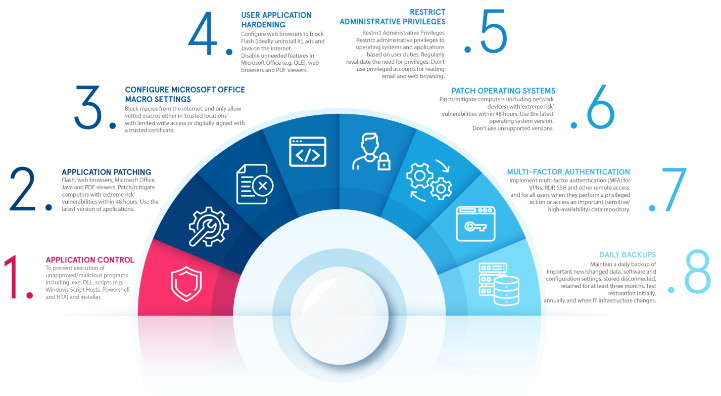 1.
APPLICATION CONTROL
To prevent execution of
unapproved/malicious programs
including .exe, DLL, scripts (e.g.
Windows Script Hosts, Powershell
and HTA) and installer.
2.
APPLICATION PATCHING
Flash, web browsers, Microsoft Office,
Java and PDF viewers. Patch/mitigate
computers with 'extreme risk'
vulnerabilities within 48 hours. Use the
latest version of applications.
3.
CONFIGURE MICROSOFT OFFICE
MACRO SETTINGS
Block macros from the internet, and only allow
vetted macros either in 'trusted locations'
with limited write access or digitally signed with
a trusted certificate.
4.
USER APPLICATION
HARDENING
Configure web browsers to block
Flash (ideally uninstall it), ads and
Java on the internet.
Disable unneeded features in
Microsoft Office (e.g. OLE), web
browsers and PDF viewers.
.5
RESTRICT
ADMINISTRATIVE PRIVILEGES
Restrict Administrative Privileges
Restrict administrative privileges to
operating systems and applications
based on user duties. Regularly
revalidate the need for privileges. Don't
use privileged accounts for reading
email and web browsing.
.6
PATCH OPERATING SYSTEMS
Patch/mitigate computers (including network
devices) with 'extreme risk'
vulnerabilities within 48 hours. Use the latest
operating system version.
Don't use unsupported versions.
.7
MULTI-FACTOR AUTHENTICATION
Implement multi-factor authentication (MFA) for
VPNs, RDP, SSH and other remote access,
and for all users when they perform a privileged
action or access an important (sensitive/
high-availability) data repository.
.8
DAILY BACKUPS
Maintain a daily backup of
important new/changed data, software and
configuration settings, stored disconnected,
retained for at least three months. Test
restoration initially,
annually and when IT infrastructure changes.